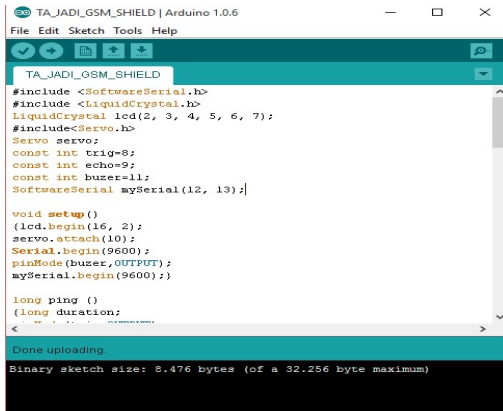 TA_JADI_GSM_SHIELD | Arduino 1.0.6
File Edit Sketch Tools Help
TA_JADI_GSM_SHIELD
#include <SoftwareSerial.h>
#include <LiquidCrystal.h>
LiquidCrystal lcd(2, 3, 4, 5, 6, 7);
#include<Servo.h>
Servo servo;
const int trig=8;
const int echo=9;
const int buzer=11;
SoftwareSerial mySerial(12, 13);
void setup()
{lcd.begin(16, 2);
servo.attach(10);
Serial.begin(9600);
pinMode(buzer,OUTPUT);
mySerial.begin(9600);}
long ping ()
{long duration;
Done uploading.
Binary sketch size: 8.476 bytes (of a 32.256 byte maximum)